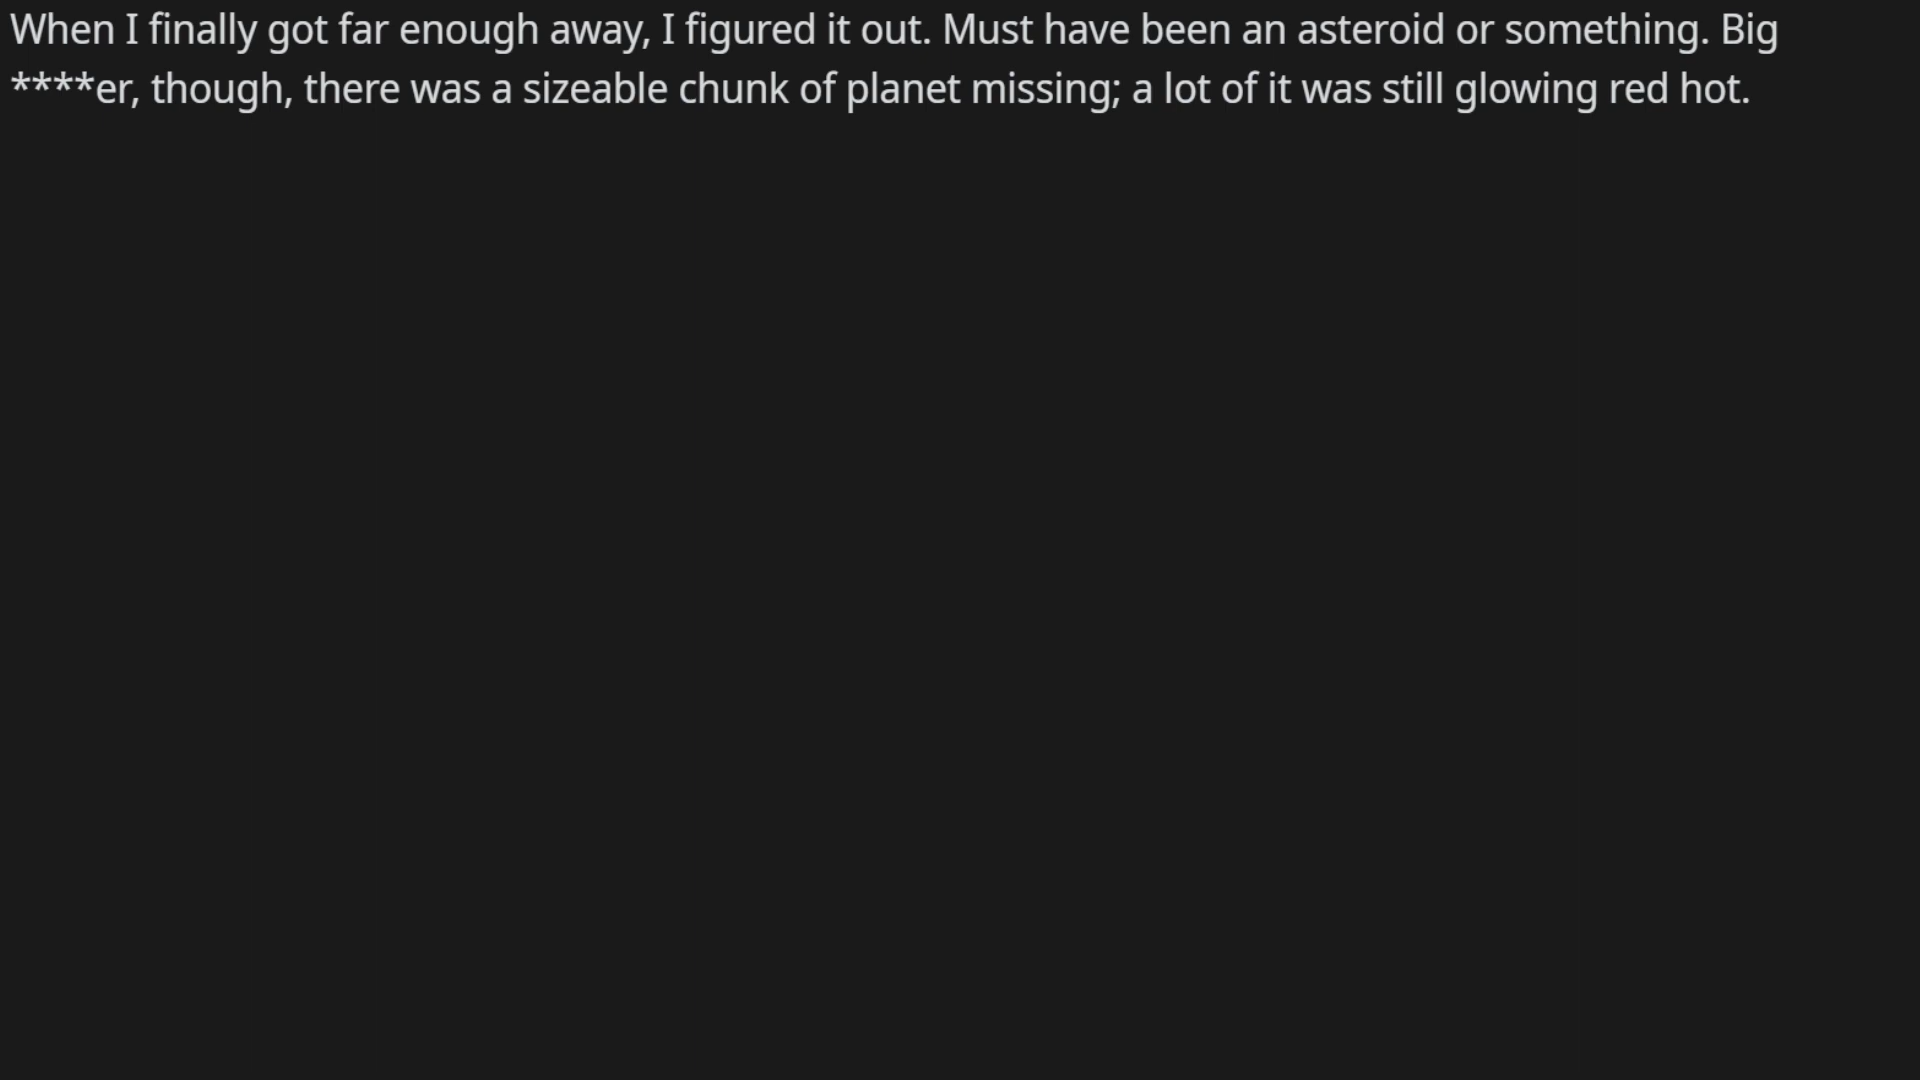 When I finally got far enough away, I figured it out. Must have been an asteroid or something. Big
****er, though, there was a sizeable chunk of planet missing; a lot of it was still glowing red hot.